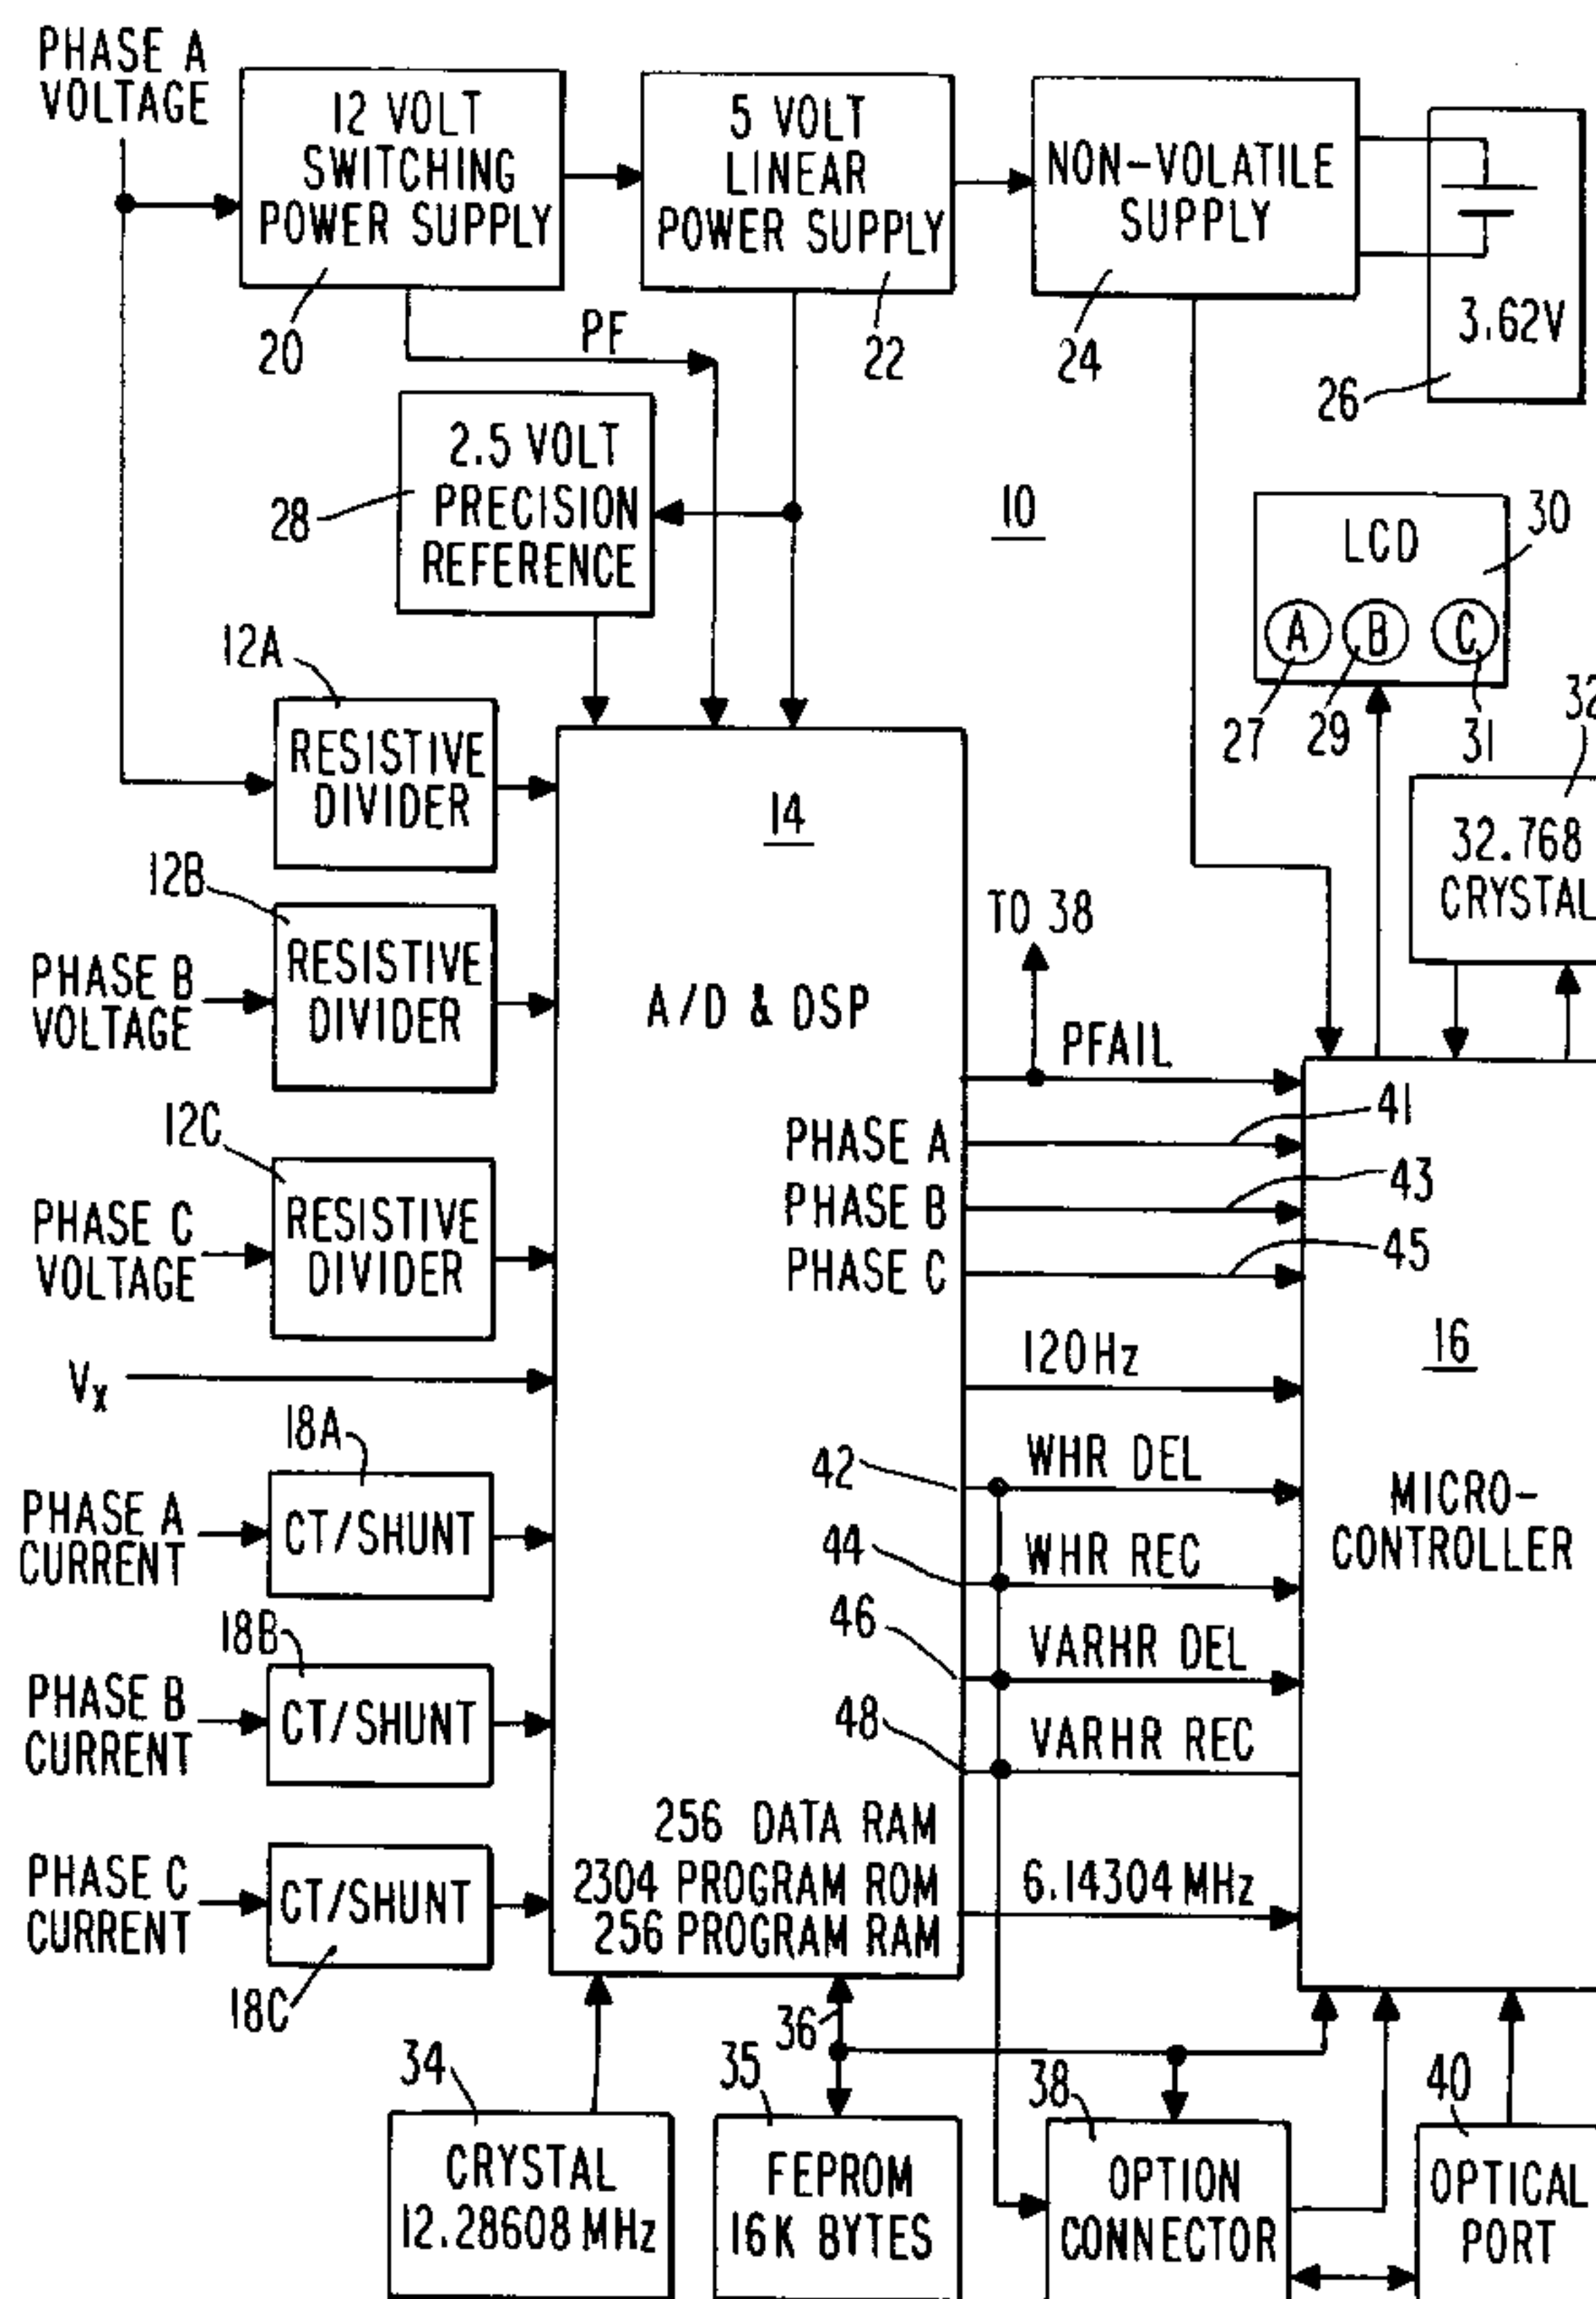 PHASE A
VOLTAGE
12 VOLT
SWITCHING
POWER SUPPLY
20
5 VOLT
LINEAR
POWER SUPPLY
22
NON-VOLATILE
SUPPLY
24
3.62V
26
PF
2.5 VOLT
PRECISION
REFERENCE
28
10
LCD
30
A
B
C
27
29
31
32
32.768
CRYSTAL
12A
RESISTIVE
DIVIDER
12B
PHASE B
VOLTAGE
RESISTIVE
DIVIDER
12C
PHASE C
VOLTAGE
RESISTIVE
DIVIDER
VX
18A
PHASE A
CURRENT
CT/SHUNT
18B
PHASE B
CURRENT
CT/SHUNT
PHASE C
CURRENT
CT/SHUNT
18C
14
A/D & DSP
TO 38
PFAIL
PHASE A
41
PHASE B
43
PHASE C
45
120Hz
16
MICRO-
CONTROLLER
42
WHR DEL
44
WHR REC
46
VARHR DEL
48
VARHR REC
256 DATA RAM
2304 PROGRAM ROM
256 PROGRAM RAM
6.14304 MHz
34
CRYSTAL
12.28608 MHz
36
35
FEPROM
16K BYTES
38
OPTION
CONNECTOR
40
OPTICAL
PORT